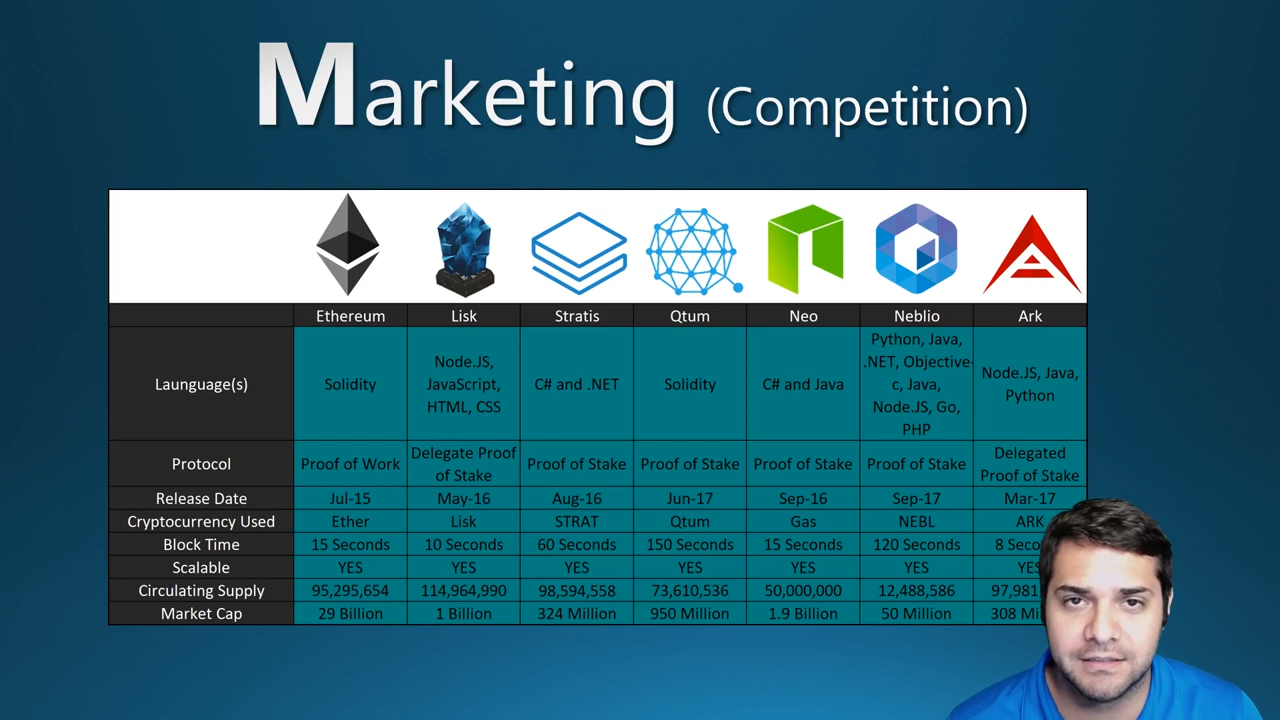 Marketing (Competition)
Ethereum Lisk Stratis Qtum Neo Neblio Ark
Launguage(s) Solidity Node.JS, JavaScript, HTML, CSS C# and .NET Solidity C# and Java Python, Java, .NET, Objective-c, Java, Node.JS, Go, PHP Node.JS, Java, Python
Protocol Proof of Work Delegate Proof of Stake Proof of Stake Proof of Stake Proof of Stake Proof of Stake Delegated Proof of Stake
Release Date Jul-15 May-16 Aug-16 Jun-17 Sep-16 Sep-17 Mar-17
Cryptocurrency Used Ether Lisk STRAT Qtum Gas NEBL ARK
Block Time 15 Seconds 10 Seconds 60 Seconds 150 Seconds 15 Seconds 120 Seconds 8
Scalable YES YES YES YES YES YES YES
Circulating Supply 95,295,654 114,964,990 98,594,558 73,610,536 50,000,000 12,488,586
Market Cap 29 Billion 1 Billion 324 Million 950 Million 1.9 Billion 50 Million 308